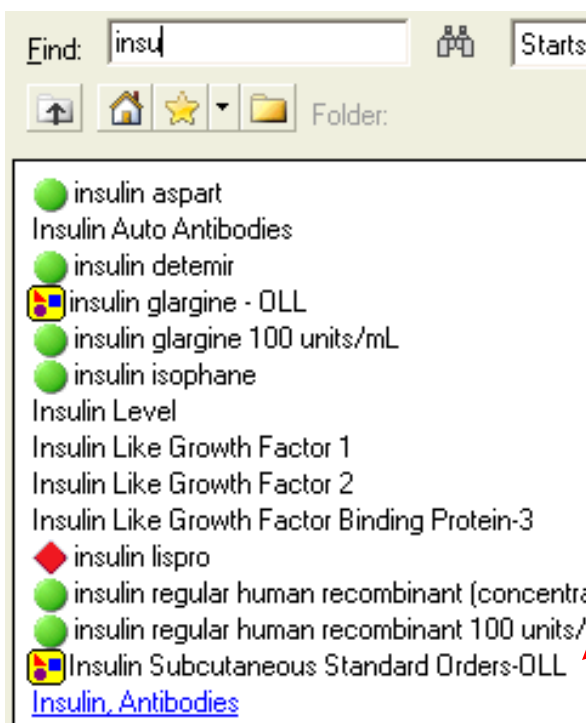 Find: insu Starts
Folder:
insulin aspart
Insulin Auto Antibodies
insulin detemir
insulin glargine - OLL
insulin glargine 100 units/mL
insulin isophane
Insulin Level
Insulin Like Growth Factor 1
Insulin Like Growth Factor 2
Insulin Like Growth Factor Binding Protein-3
insulin lispro
insulin regular human recombinant (concentra
insulin regular human recombinant 100 units/
Insulin Subcutaneous Standard Orders-OLL
Insulin, Antibodies